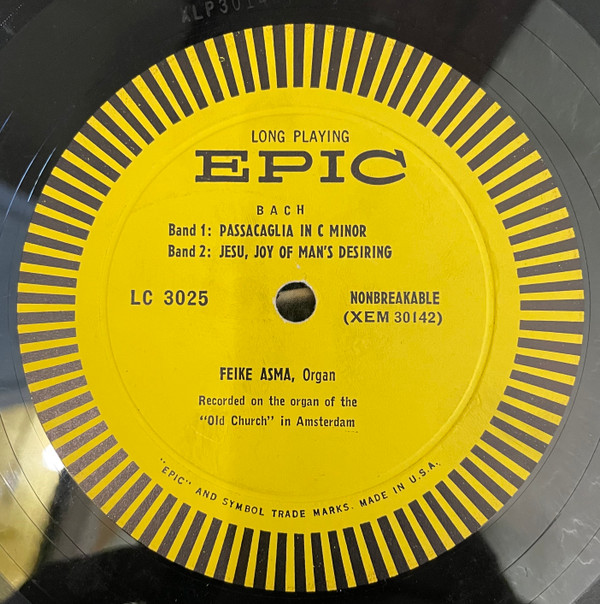 LONG PLAYING
EPIC
BACH
Band 1: PASSACAGLIA IN C MINOR
Band 2: JESU, JOY OF MAN'S DESIRING
LC 3025
NONBREAKABLE
(XEM 30142)
FEIKE ASMA, Organ
Recorded on the organ of the
"Old Church" in Amsterdam
"EPIC" AND SYMBOL TRADE MARKS. MADE IN U.S.A.